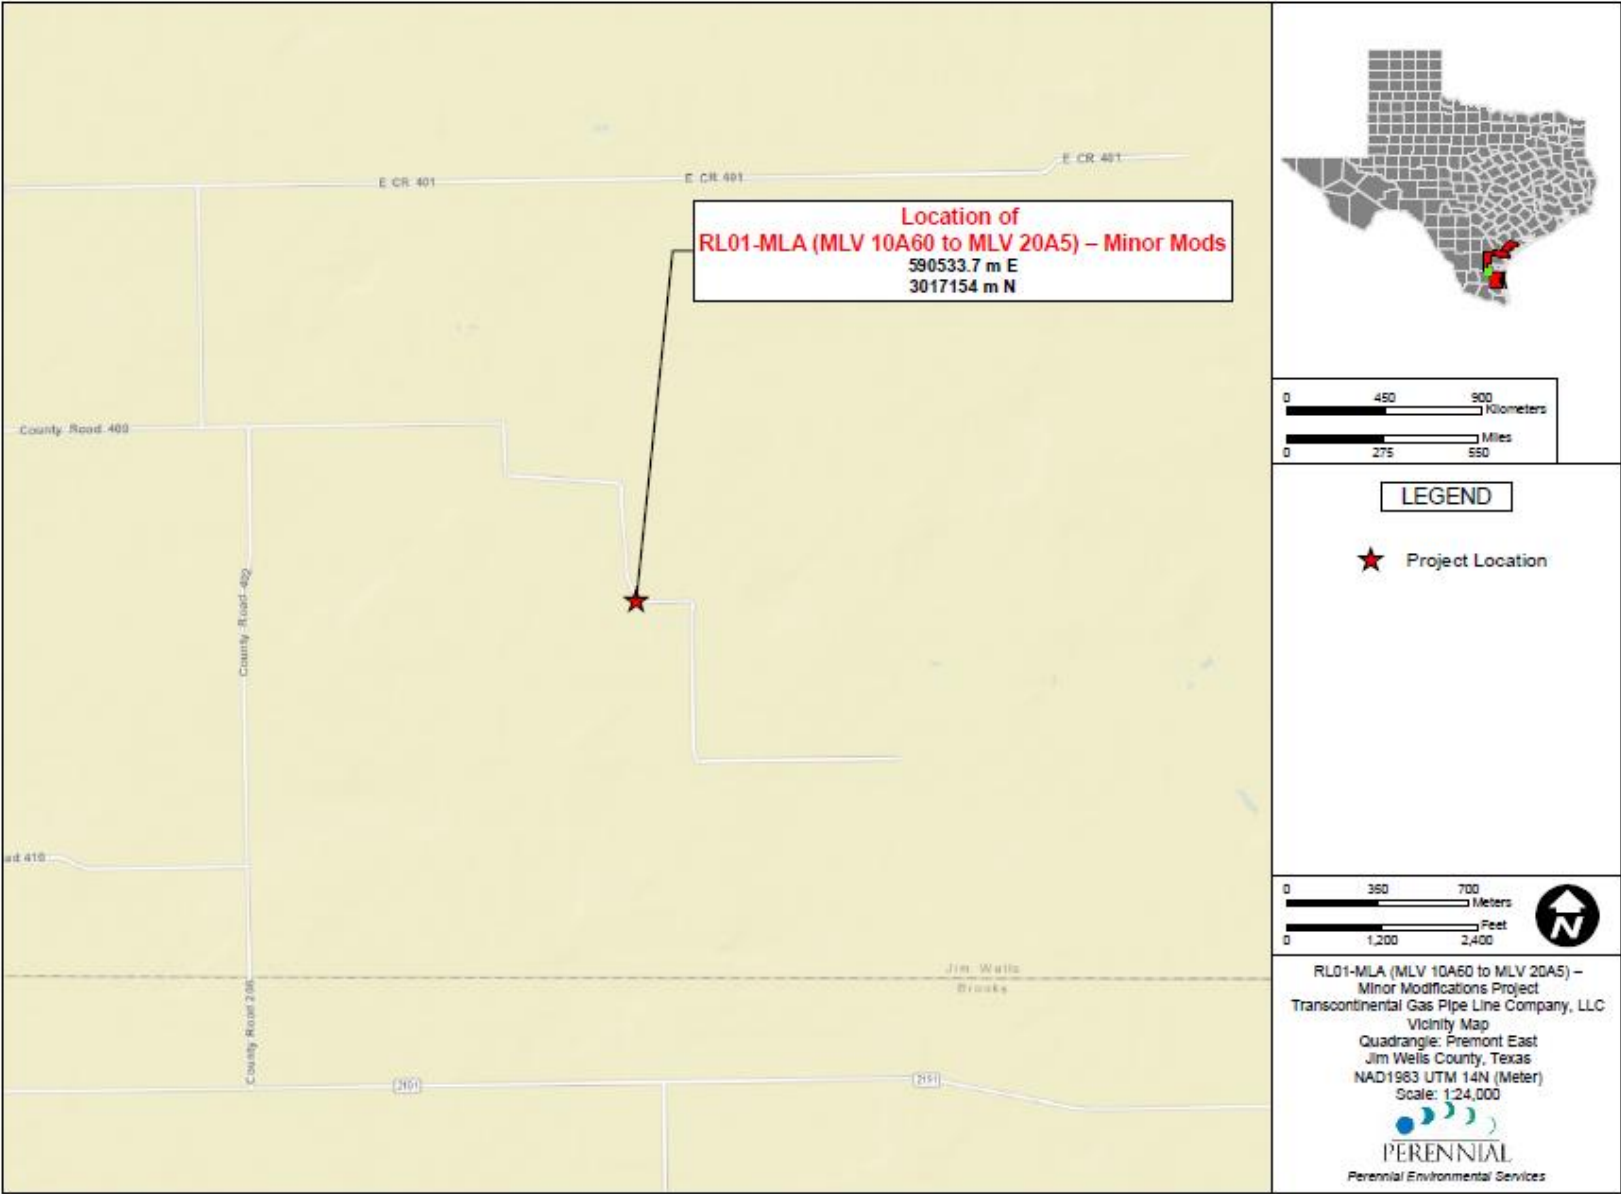 E CR 401
E CR 401
E CR 401
Location of
RL01-MLA (MLV 10A60 to MLV 20A5) – Minor Mods
590533.7 m E
3017154 m N
County Road 409
County Road 402
ad 410
Jim Wells
Brooks
County Road 206
2191
2191
0 450 900
Kilometers
Miles
0 275 550
LEGEND
Project Location
0 350 700
Meters
Feet
0 1,200 2,400
N
RL01-MLA (MLV 10A60 to MLV 20A5) –
Minor Modifications Project
Transcontinental Gas Pipe Line Company, LLC
Vicinity Map
Quadrangle: Premont East
Jim Wells County, Texas
NAD1983 UTM 14N (Meter)
Scale: 1:24,000
PERENNIAL
Perennial Environmental Services